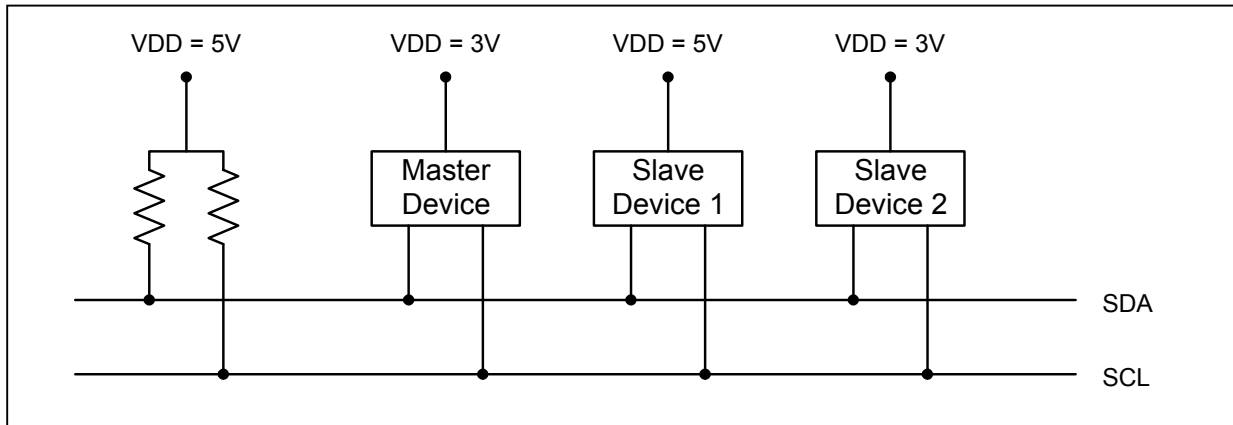 VDD = 5V
VDD = 3V
VDD = 5V
VDD = 3V
Master
Device
Slave
Device 1
Slave
Device 2
SDA
SCL